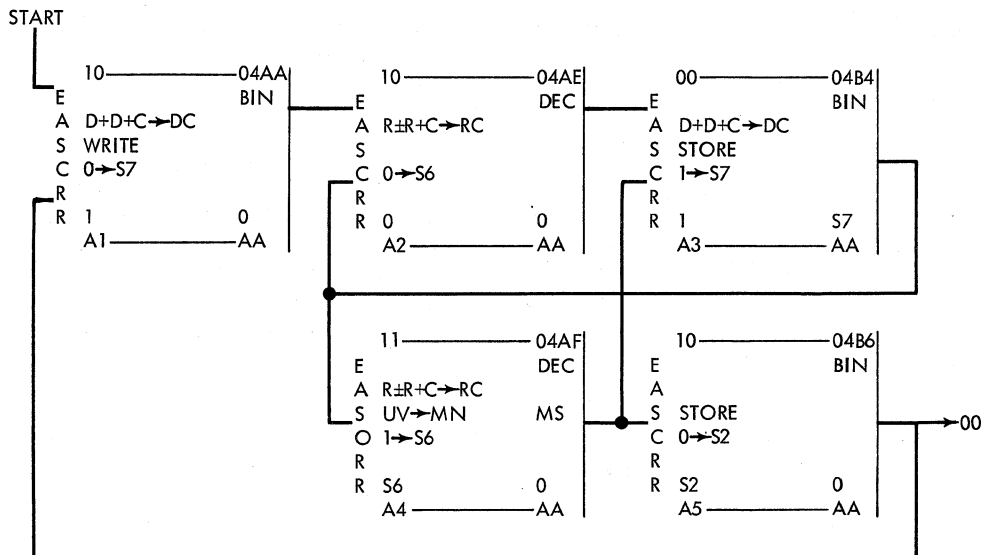 START
10 04AA
BIN
E A S C R R
D+D+C→DC
WRITE
0→S7
1 0
A1 AA
10 04AE
DEC
E A S C R R
R±R+C→RC
0→S6
0 0
A2 AA
00 04B4
BIN
E A S C R R
D+D+C→DC
STORE
1→S7
1 S7
A3 AA
11 04AF
DEC
E A S O R R
R±R+C→RC
UV→MN MS
1→S6
S6 0
A4 AA
10 04B6
BIN
E A S C R R
STORE
0→S2
S2 0
A5 AA
00